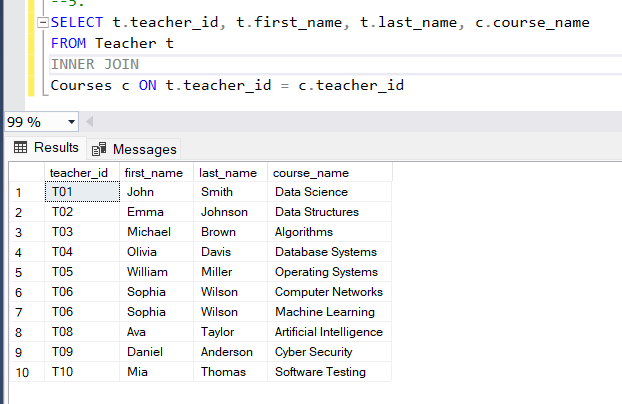 --5.
SELECT t.teacher_id, t.first_name, t.last_name, c.course_name
FROM Teacher t
INNER JOIN
Courses c ON t.teacher_id = c.teacher_id
99 %
Results Messages
teacher_id first_name last_name course_name
1 T01 John Smith Data Science
2 T02 Emma Johnson Data Structures
3 T03 Michael Brown Algorithms
4 T04 Olivia Davis Database Systems
5 T05 William Miller Operating Systems
6 T06 Sophia Wilson Computer Networks
7 T06 Sophia Wilson Machine Learning
8 T08 Ava Taylor Artificial Intelligence
9 T09 Daniel Anderson Cyber Security
10 T10 Mia Thomas Software Testing